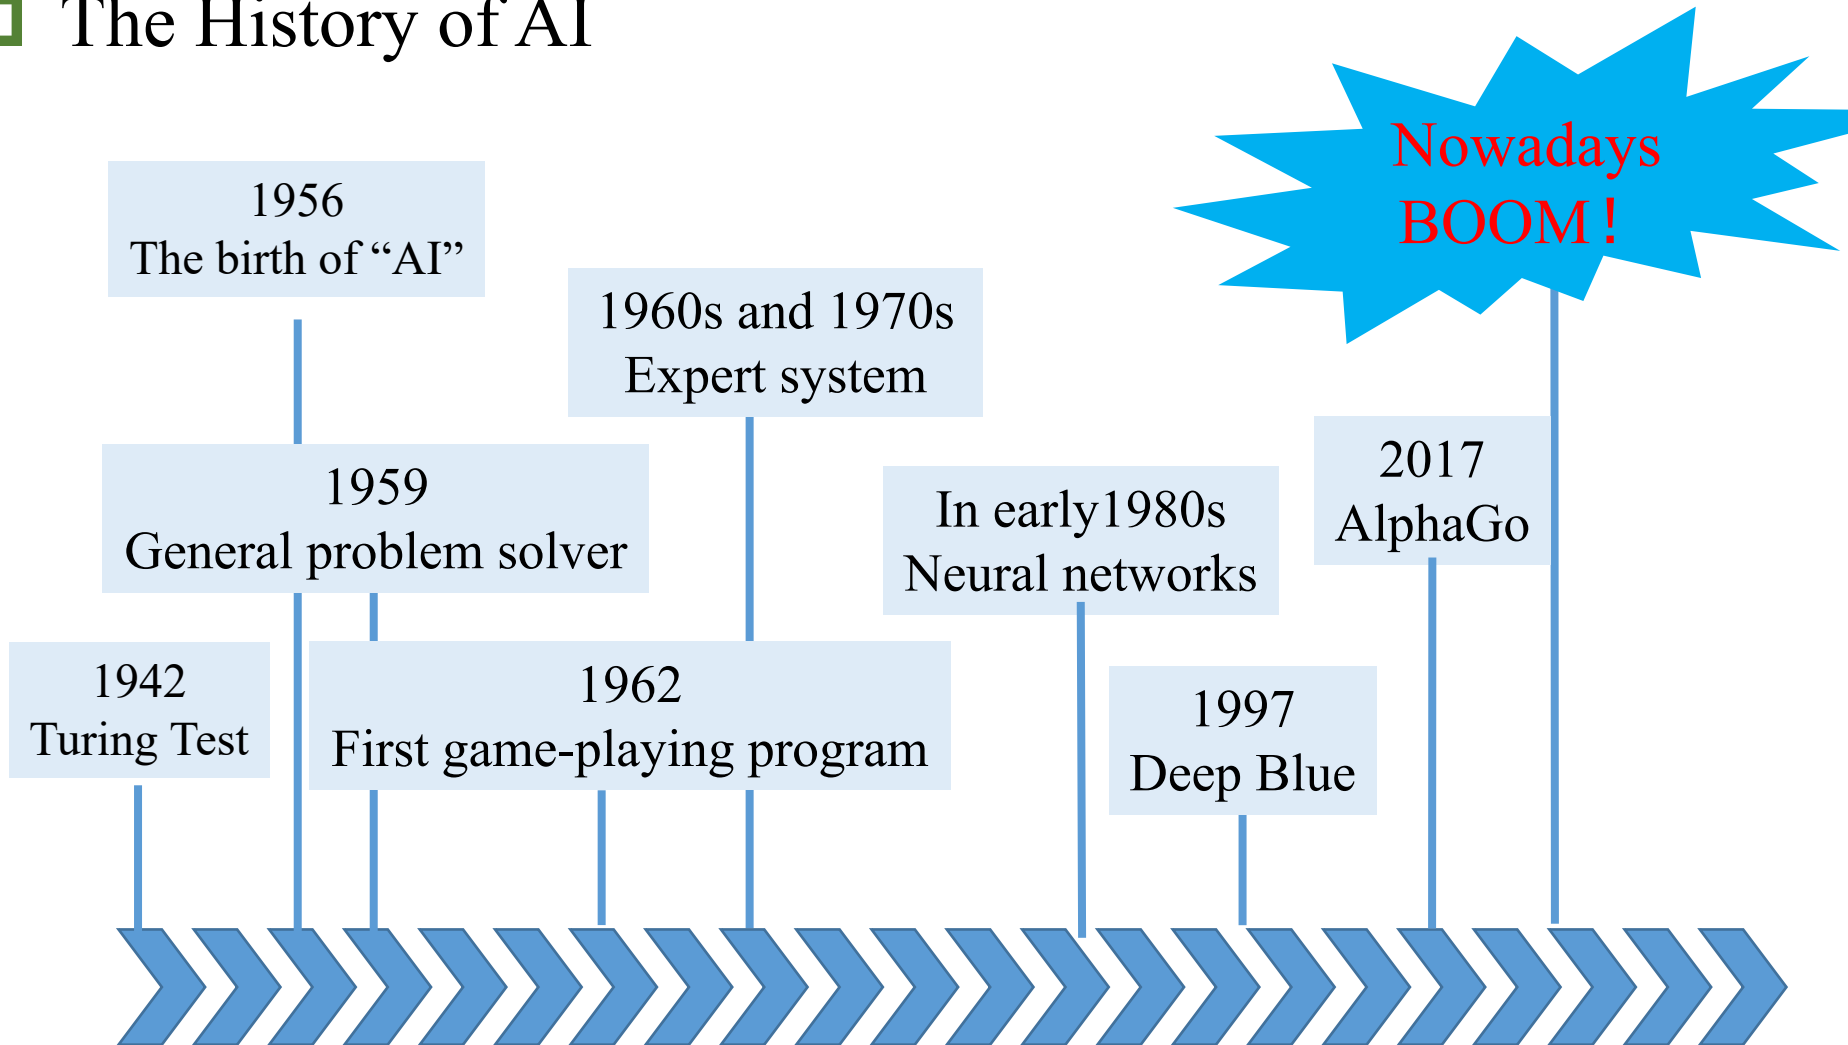 The History of AI
Nowadays
BOOM！
1956
The birth of “AI”
1960s and 1970s
Expert system
1959
General problem solver
In early1980s
Neural networks
2017
AlphaGo
1942
Turing Test
1962
First game-playing program
1997
Deep Blue